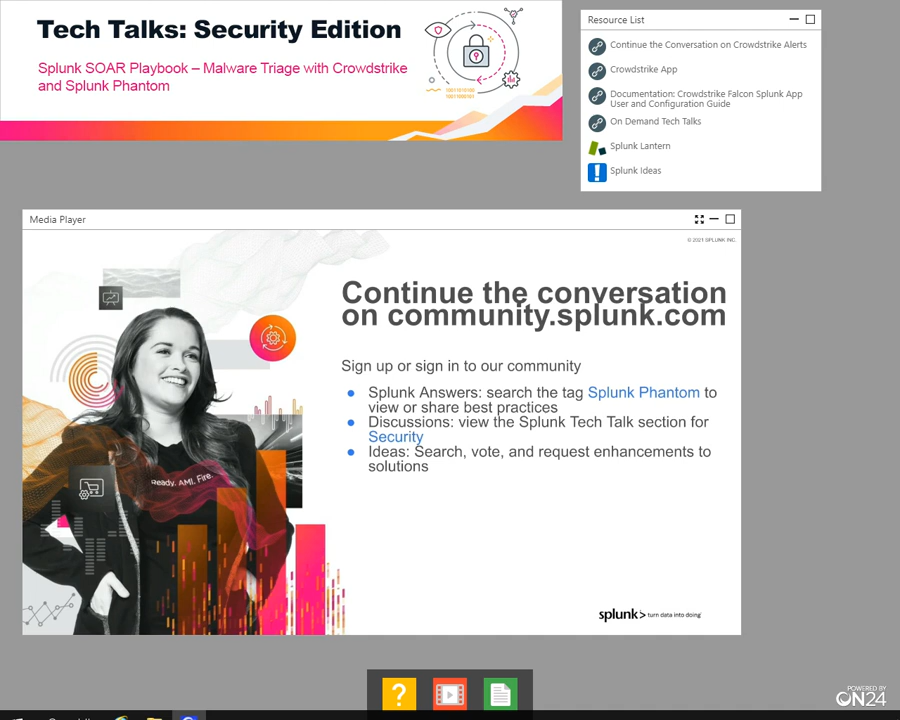 Tech Talks: Security Edition
Splunk SOAR Playbook – Malware Triage with Crowdstrike
and Splunk Phantom
Resource List
Continue the Conversation on Crowdstrike Alerts
Crowdstrike App
Documentation: Crowdstrike Falcon Splunk App
User and Configuration Guide
On Demand Tech Talks
Splunk Lantern
Splunk Ideas
Media Player
© 2021 SPLUNK INC.
Continue the conversation
on community.splunk.com
Sign up or sign in to our community
● Splunk Answers: search the tag Splunk Phantom to
view or share best practices
● Discussions: view the Splunk Tech Talk section for
Security
● Ideas: Search, vote, and request enhancements to
solutions
Ready. AMI. Fire.
splunk> turn data into doing
POWERED BY
ON24